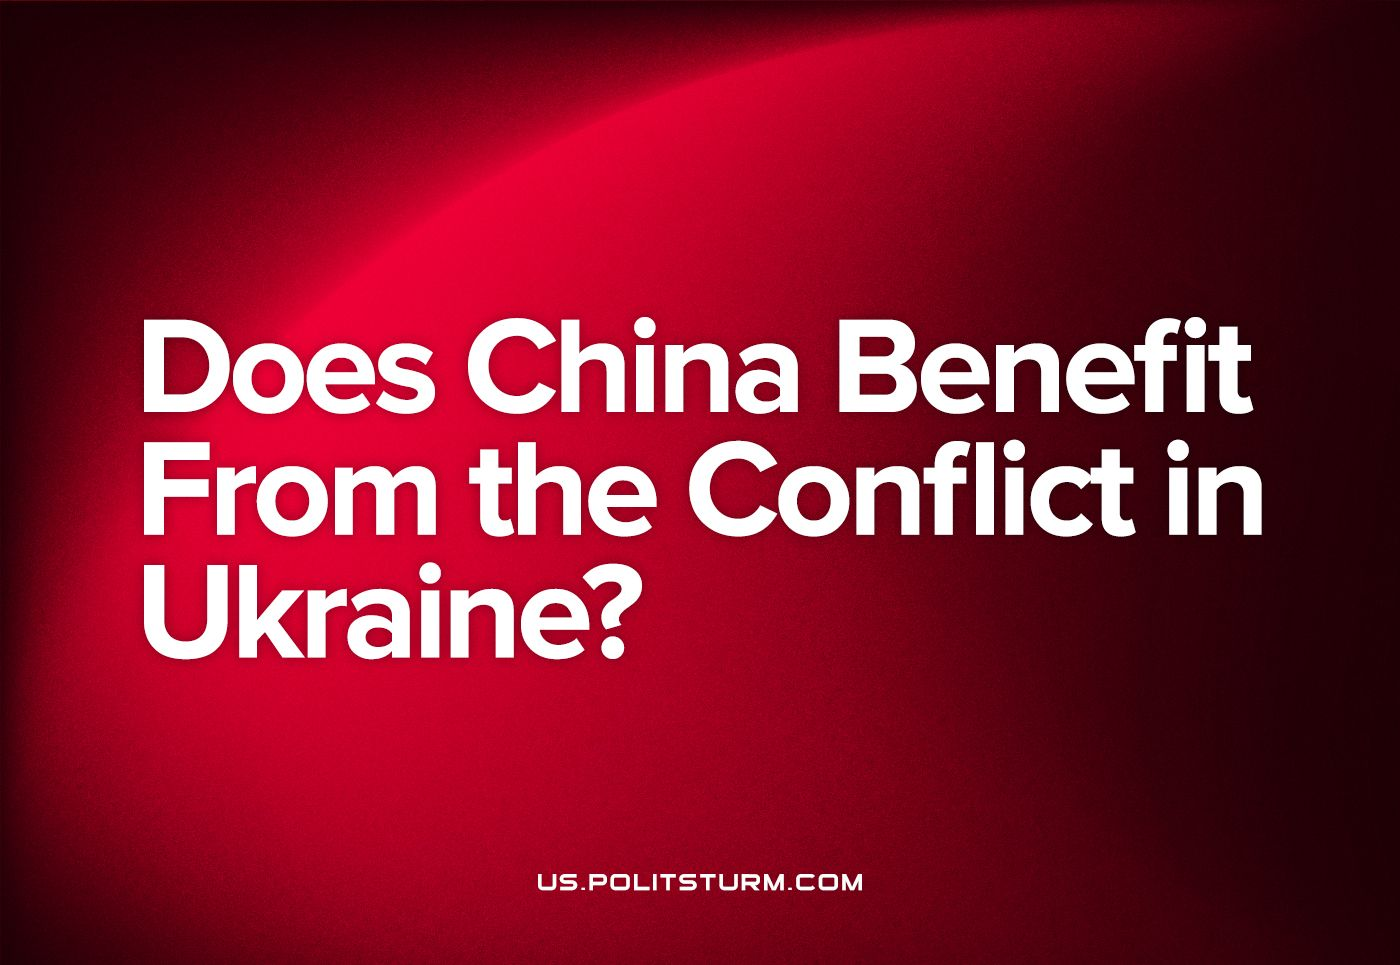 Does China Benefit
From the Conflict in
Ukraine?
US.POLITSTURM.COM